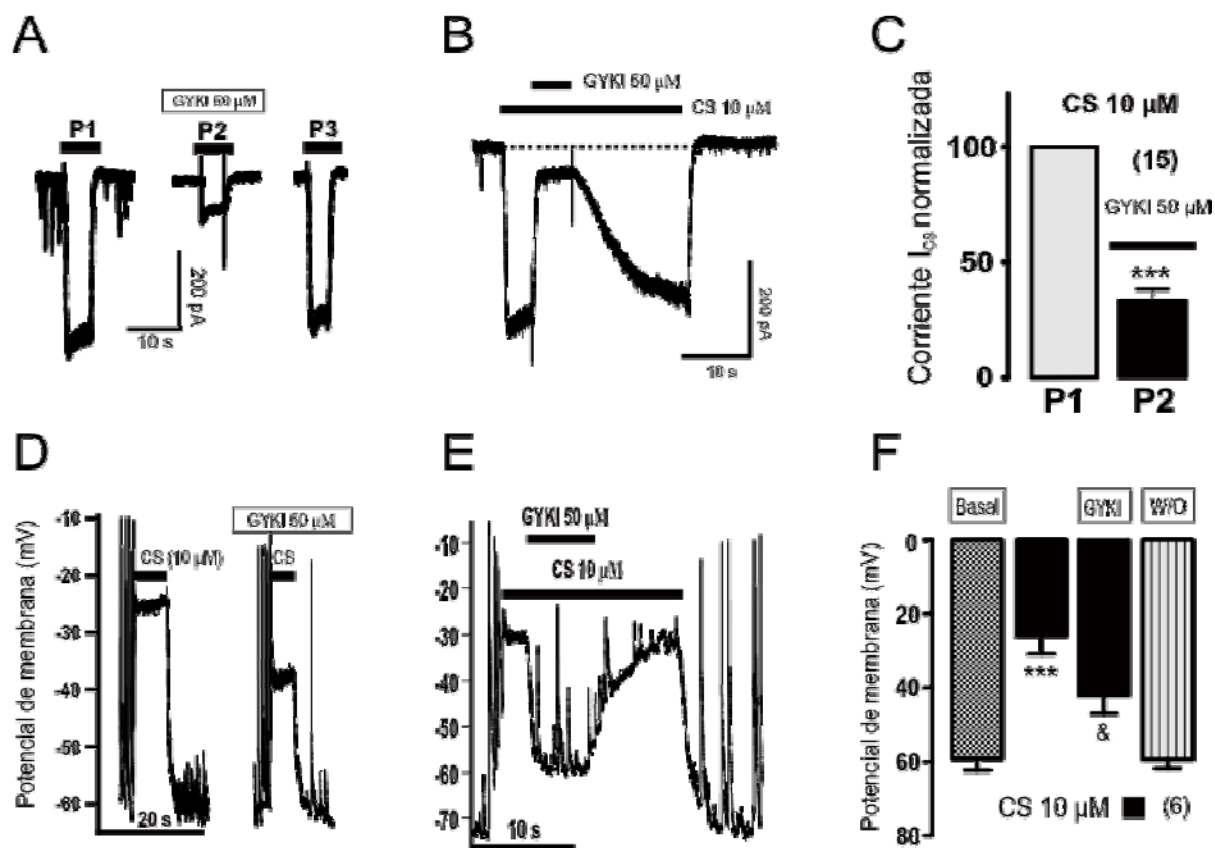 A
GYKI 50 µM
P1
P2
P3
200 pA
10 s
B
GYKI 50 µM
CS 10 µM
200 pA
10 s
C
Corriente ICS normalizada
100
50
0
CS 10 µM
(15)
GYKI 50 µM
***
P1
P2
D
Potencial de membrana (mV)
-10
-20
-30
-40
-50
-60
CS (10 µM)
GYKI 50 µM
CS
20 s
E
-10
-20
-30
-40
-50
-60
-70
GYKI 50 µM
CS 10 µM
10 s
F
Potencial de membrana (mV)
Basal
GYKI
W/O
0
20
40
60
80
***
&
CS 10 µM
(6)